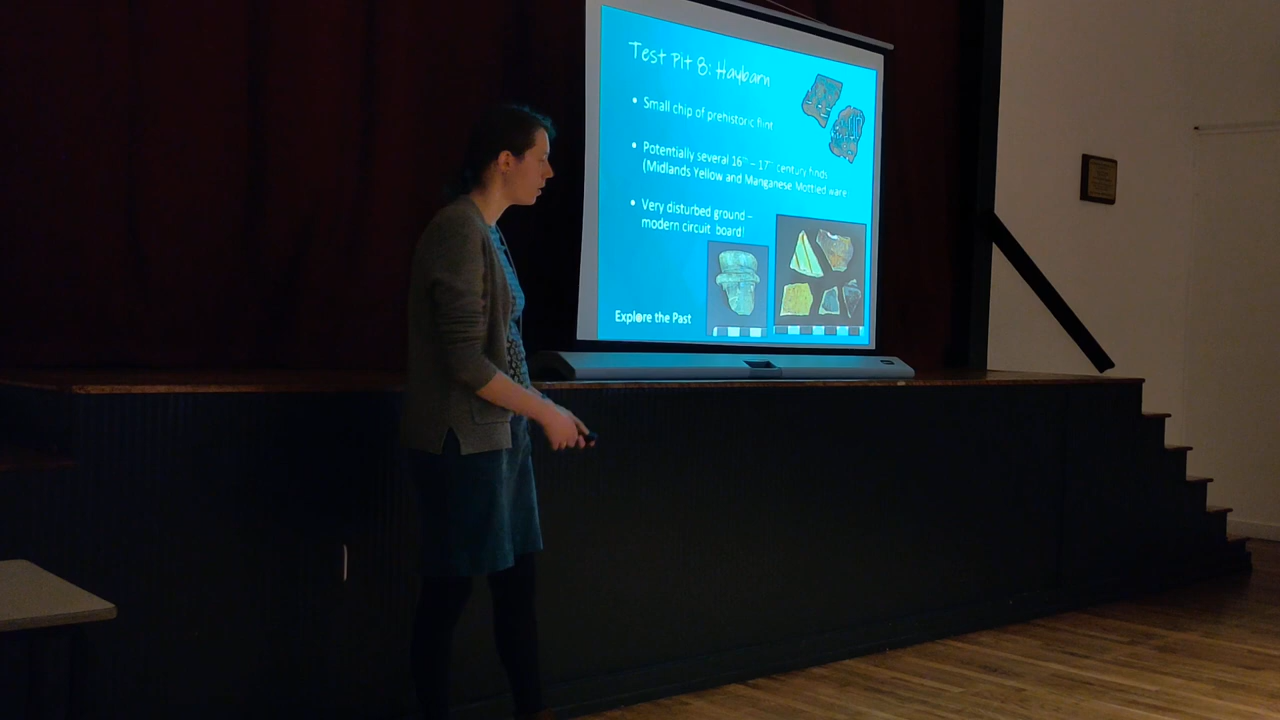 Test Pit 8: Haybarn
• Small chip of prehistoric flint
• Potentially several 16th – 17th century finds
(Midlands Yellow and Manganese Mottled ware
• Very disturbed ground –
modern circuit board!
Explore the Past